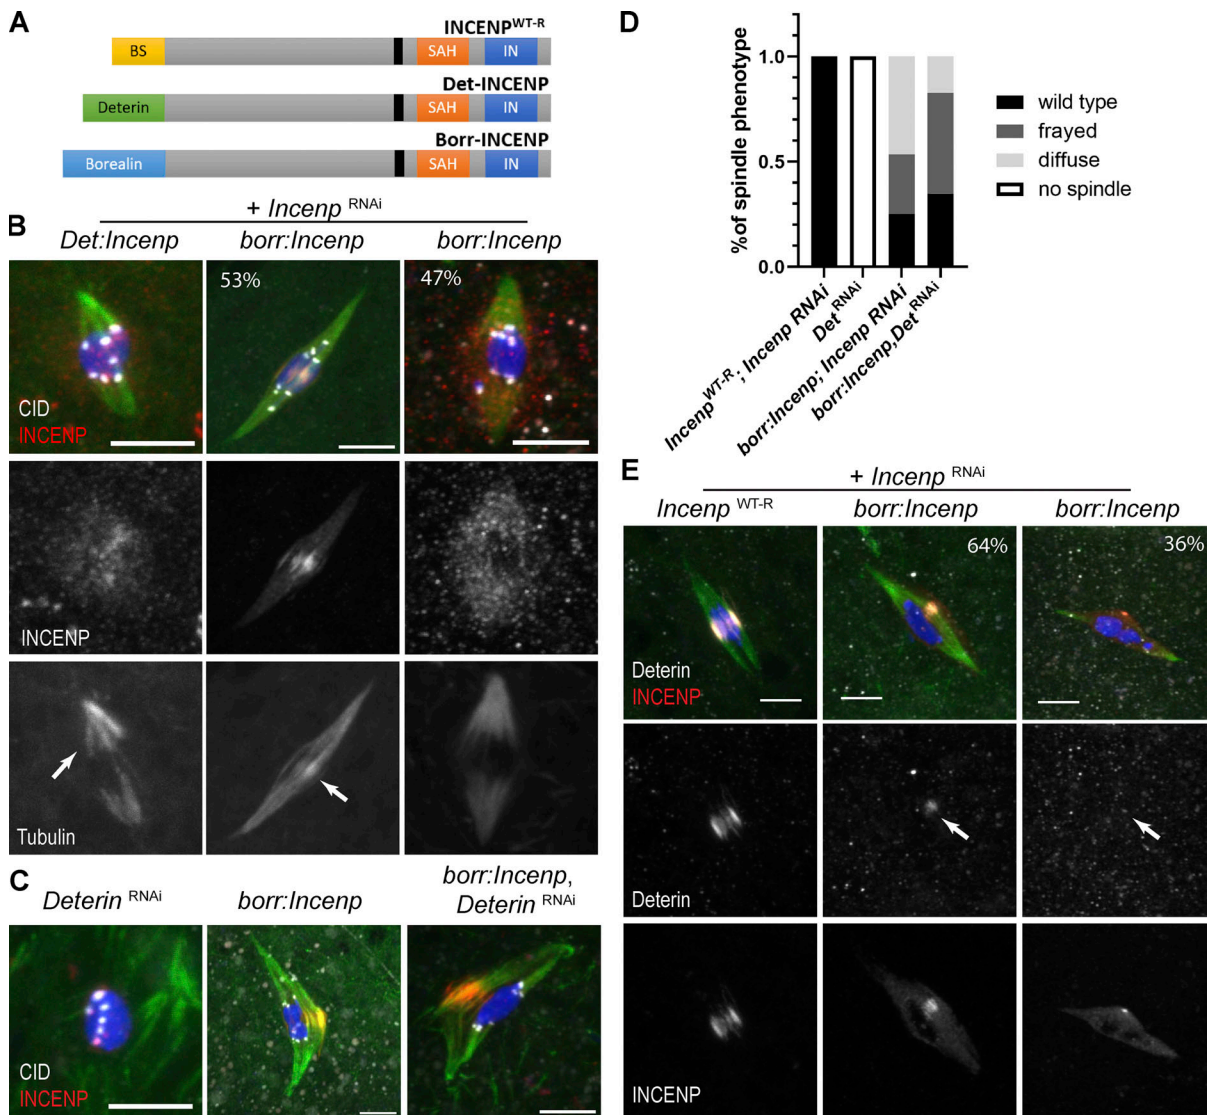 A
INCENP^WT-R
BS SAH IN
Det-INCENP
Deterin SAH IN
Borr-INCENP
Borealin SAH IN
B
+ Incenp RNAi
Det:Incenp borr:Incenp borr:Incenp
53% 47%
CID
INCENP
INCENP
Tubulin
C
Deterin RNAi borr:Incenp borr:Incenp,
Deterin RNAi
CID
INCENP
D
%of spindle phenotype
1.0
0.5
0.0
wild type
frayed
diffuse
no spindle
Incenp^WT-R; Incenp RNAi
Det RNAi
borr:Incenp; Incenp RNAi
borr:Incenp,Det RNAi
E
+ Incenp RNAi
Incenp WT-R borr:Incenp borr:Incenp
64% 36%
Deterin
INCENP
Deterin
INCENP